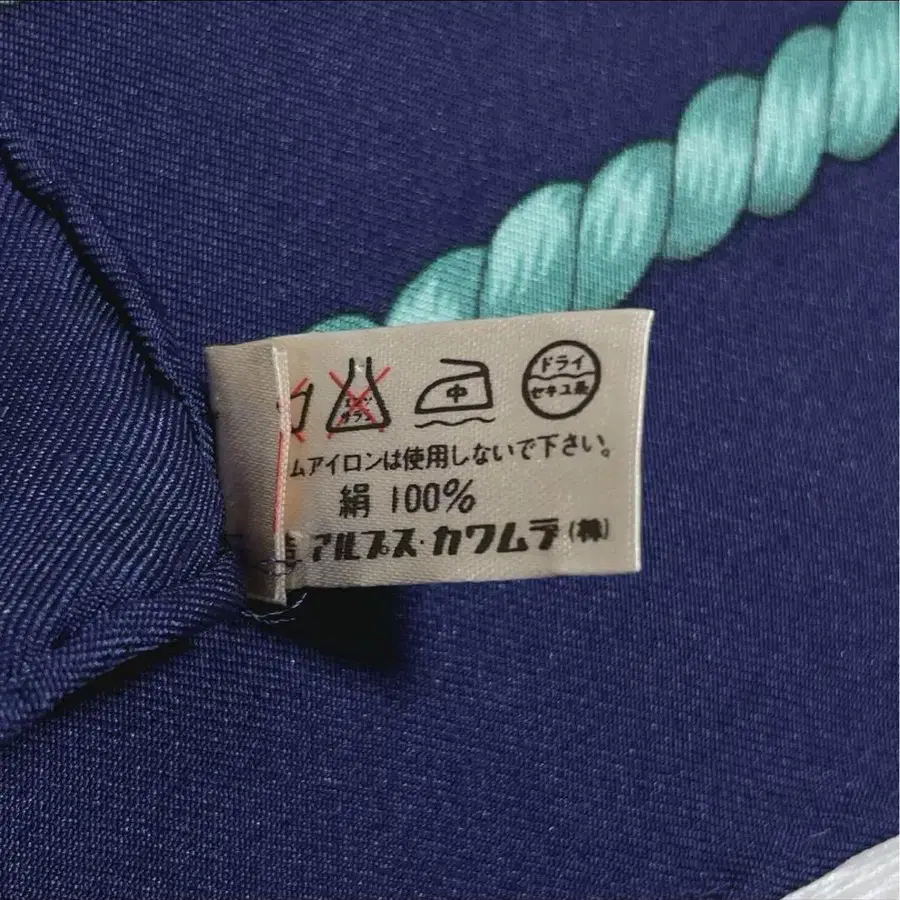 中 ドライ
セキユ系
ムアイロンは使用しないで下さい。
絹 100%
アルプス・カワムラ(株)